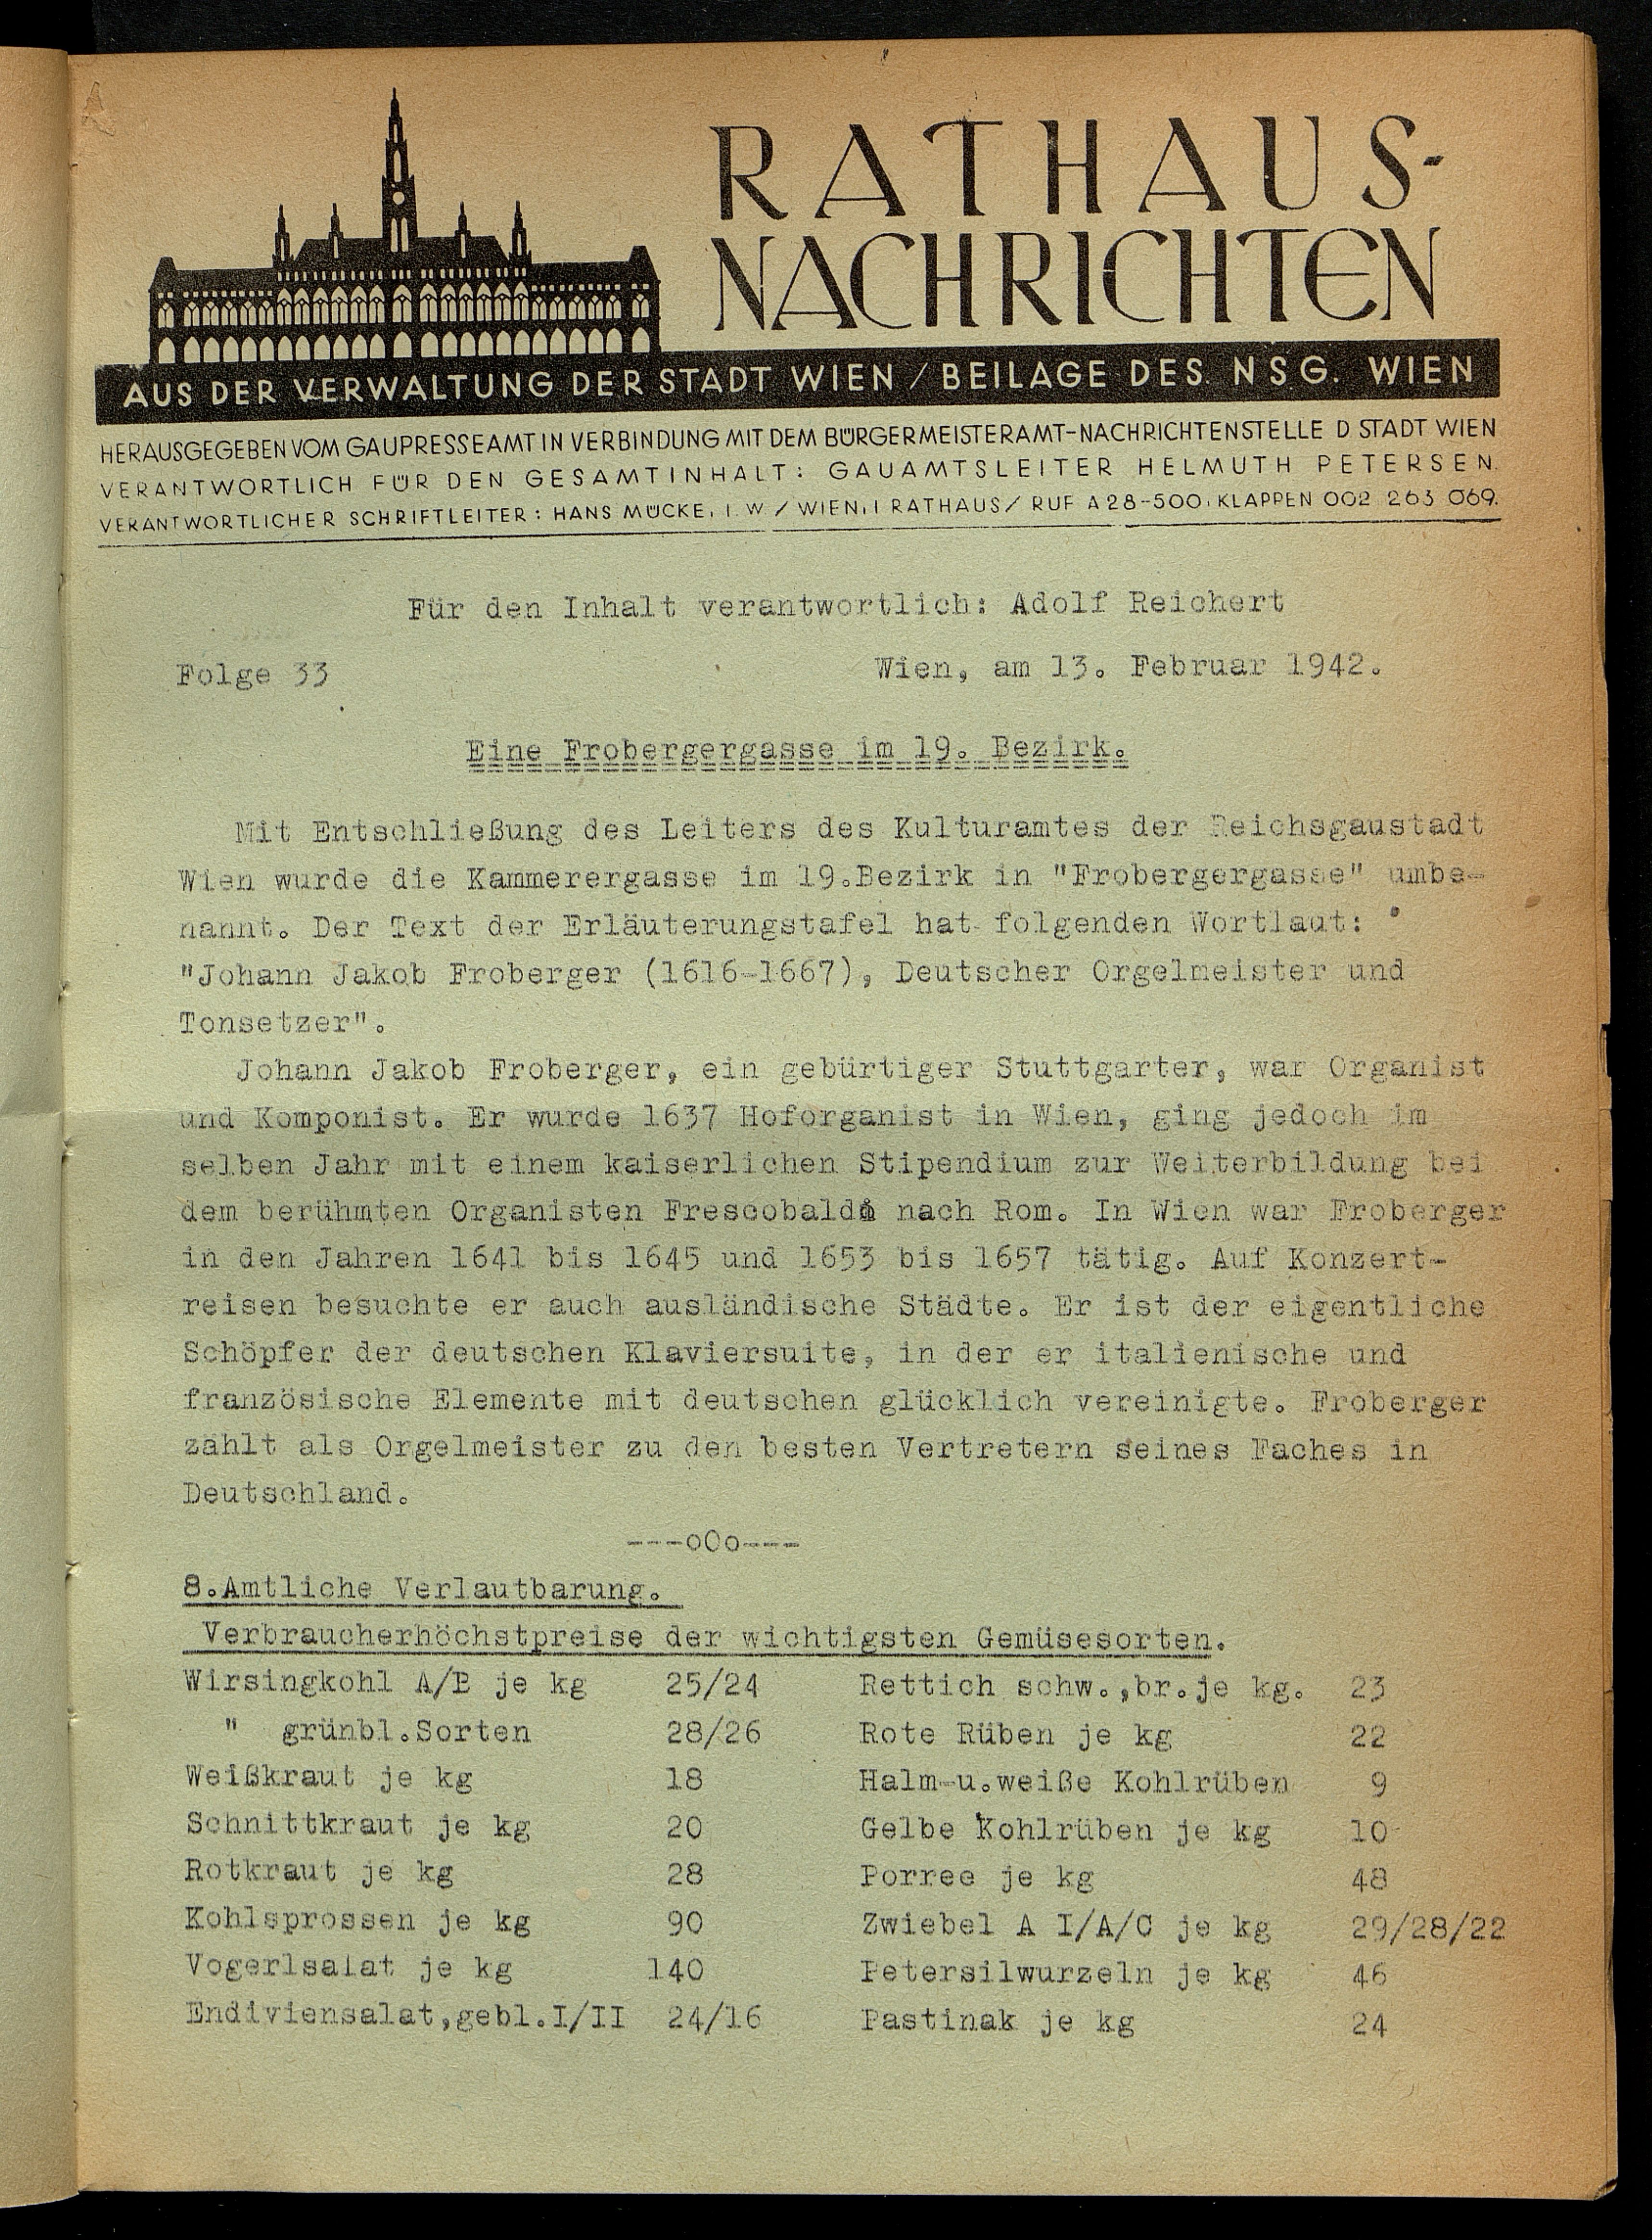 RATHAUS-
NACHRICHTEN
AUS DER VERWALTUNG DER STADT WIEN / BEILAGE DES. N S.G. WIEN
HERAUSGEGEBEN VOM GAUPRESSEAMT IN VERBINDUNG MIT DEM BÜRGERMEISTERAMT-NACHRICHTENSTELLE D STADT WIEN
VERANTWORTLICH FÜR DEN GESAMTINHALT: GAUAMTSLEITER HELMUTH PETERSEN.
VERANTWORTLICHER SCHRIFTLEITER: HANS MÜCKE, I. W / WIEN, I RATHAUS / RUF A 28-500, KLAPPEN 002 263 069.
Für den Inhalt verantwortlich: Adolf Reichert
Folge 33 Wien, am 13. Februar 1942.
Eine Frobergergasse im 19. Bezirk.
Mit Entschließung des Leiters des Kulturamtes der Reichsgaustadt
Wien wurde die Kammerergasse im 19.Bezirk in "Frobergergasse" umbe-
nannt. Der Text der Erläuterungstafel hat folgenden Wortlaut:
"Johann Jakob Froberger (1616-1667), Deutscher Orgelmeister und
Tonsetzer".
Johann Jakob Froberger, ein gebürtiger Stuttgarter, war Organist
und Komponist. Er wurde 1637 Hoforganist in Wien, ging jedoch im
selben Jahr mit einem kaiserlichen Stipendium zur Weiterbildung bei
dem berühmten Organisten Frescobaldi nach Rom. In Wien war Froberger
in den Jahren 1641 bis 1645 und 1653 bis 1657 tätig. Auf Konzert-
reisen besuchte er auch ausländische Städte. Er ist der eigentliche
Schöpfer der deutschen Klaviersuite, in der er italienische und
französische Elemente mit deutschen glücklich vereinigte. Froberger
zählt als Orgelmeister zu den besten Vertretern seines Faches in
Deutschland.
---oOo---
8.Amtliche Verlautbarung.
Verbraucherhöchstpreise der wichtigsten Gemüsesorten.
Wirsingkohl A/B je kg 25/24 Rettich schw.,br.je kg. 23
" grünbl.Sorten 28/26 Rote Rüben je kg 22
Weißkraut je kg 18 Halm-u.weiße Kohlrüben 9
Schnittkraut je kg 20 Gelbe Kohlrüben je kg 10
Rotkraut je kg 28 Porree je kg 48
Kohlsprossen je kg 90 Zwiebel A I/A/C je kg 29/28/22
Vogerlsalat je kg 140 Petersilwurzeln je kg 46
Endiviensalat,gebl.I/II 24/16 Pastinak je kg 24